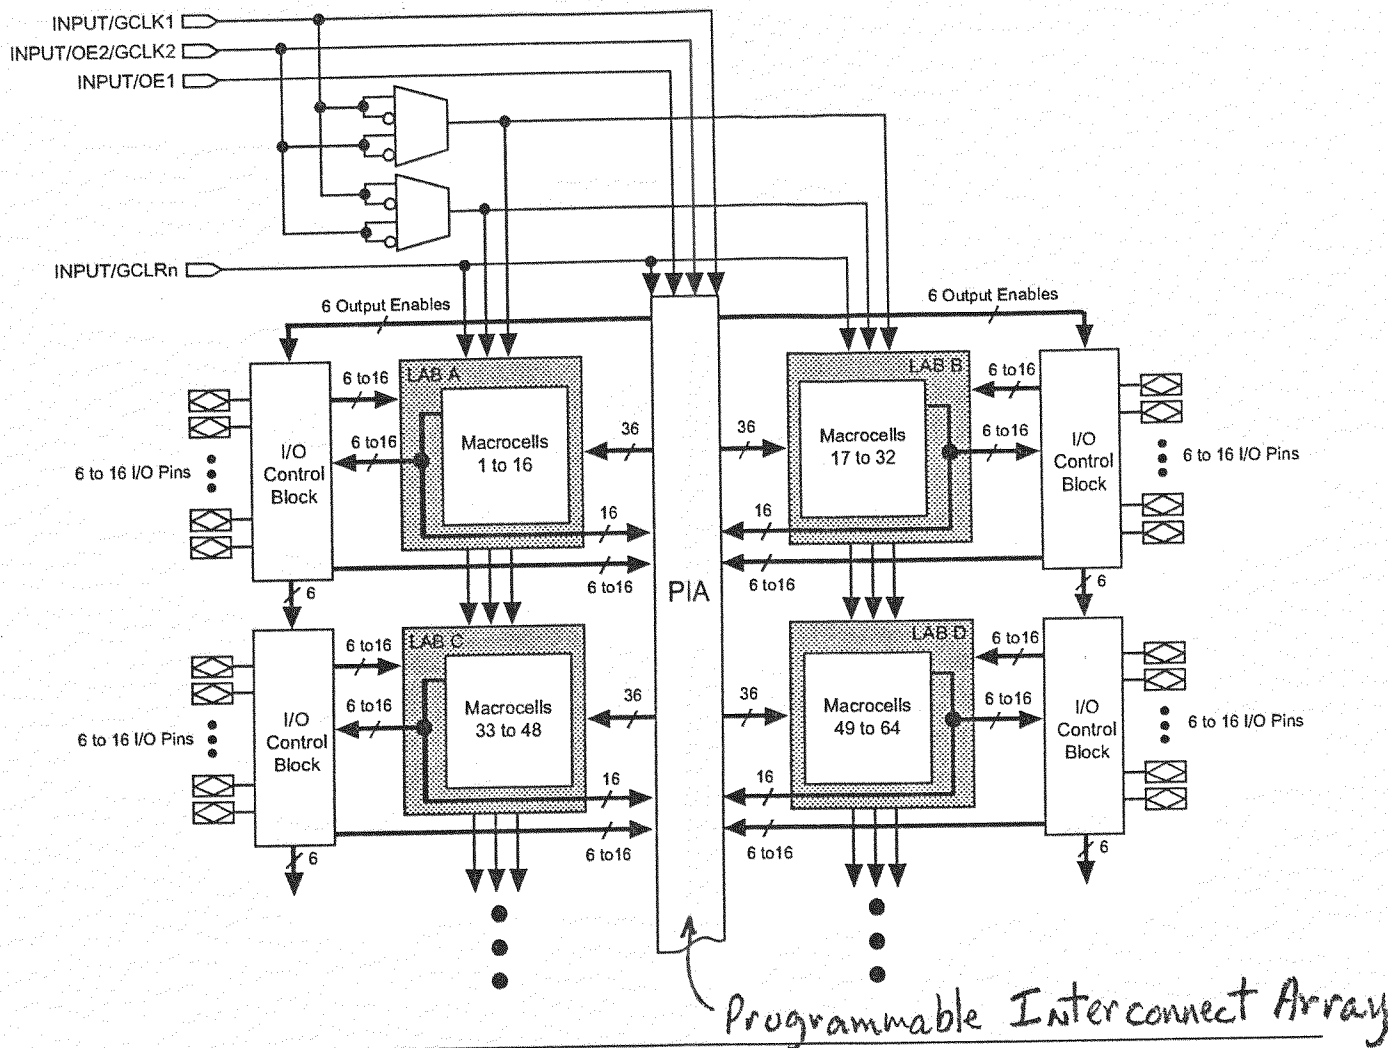 INPUT/GCLK1
INPUT/OE2/GCLK2
INPUT/OE1
INPUT/GCLRn
6 Output Enables
6 Output Enables
LAB A
LAB B
6 to16
6 to16
6 to16
6 to16
36
36
Macrocells
1 to 16
Macrocells
17 to 32
I/O
Control
Block
I/O
Control
Block
6 to 16 I/O Pins
6 to 16 I/O Pins
16
16
6 to16
6 to16
PIA
6
6
LAB C
LAB D
6 to16
6 to16
6 to16
6 to16
36
36
Macrocells
33 to 48
Macrocells
49 to 64
I/O
Control
Block
I/O
Control
Block
6 to 16 I/O Pins
6 to 16 I/O Pins
16
16
6 to16
6 to16
6
6
Programmable Interconnect Array